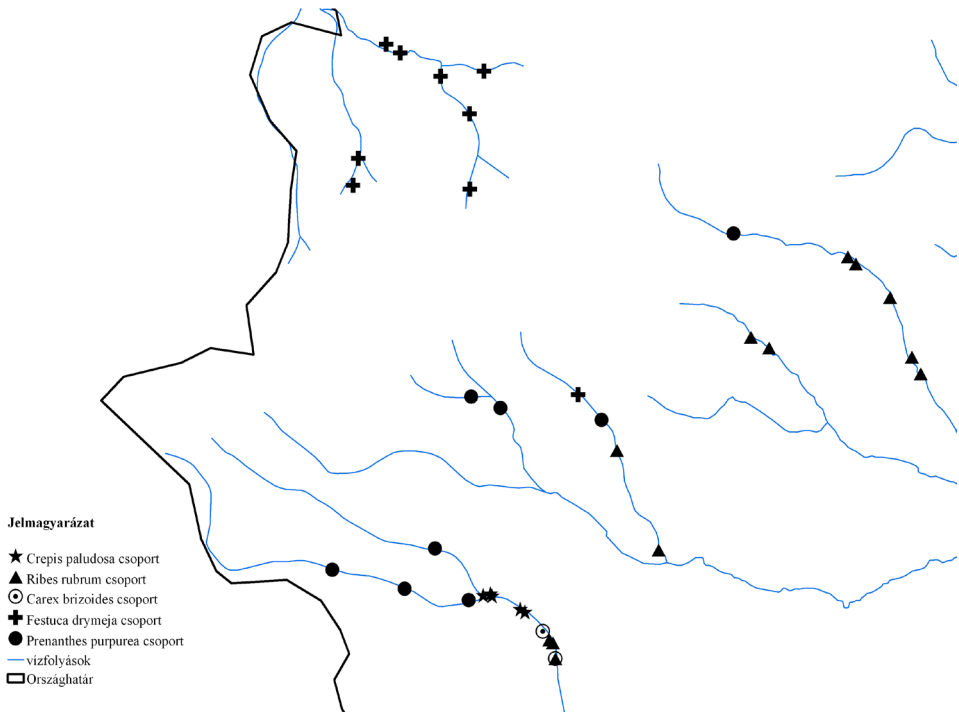 Jelmagyarázat
Crepis paludosa csoport
Ribes rubrum csoport
Carex brizoides csoport
Festuca drymeja csoport
Prenanthes purpurea csoport
vízfolyások
Országhatár